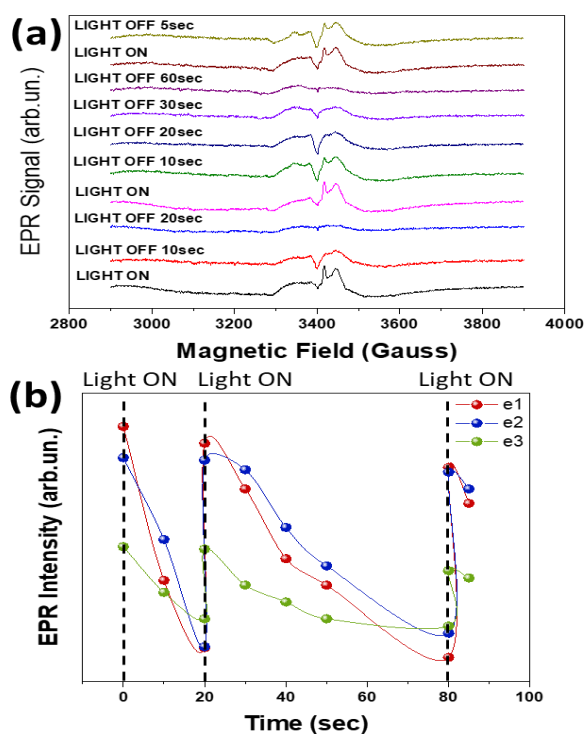 (a)
LIGHT OFF 5sec
LIGHT ON
LIGHT OFF 60sec
LIGHT OFF 30sec
LIGHT OFF 20sec
LIGHT OFF 10sec
LIGHT ON
LIGHT OFF 20sec
LIGHT OFF 10sec
LIGHT ON
EPR Signal (arb.un.)
2800 3000 3200 3400 3600 3800 4000
Magnetic Field (Gauss)
(b)
Light ON Light ON Light ON
e1
e2
e3
EPR Intensity (arb.un.)
0 20 40 60 80 100
Time (sec)